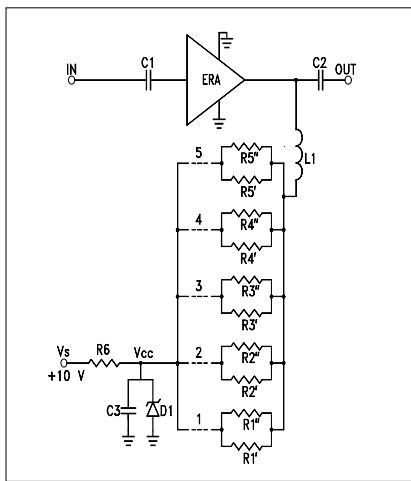 C1
C2
IN
ERA
OUT
L1
5
R5"
R5'
4
R4"
R4'
3
R3"
R3'
Vs
R6
Vcc
2
R2"
+10 V
R2'
C3
D1
1
R1"
R1'